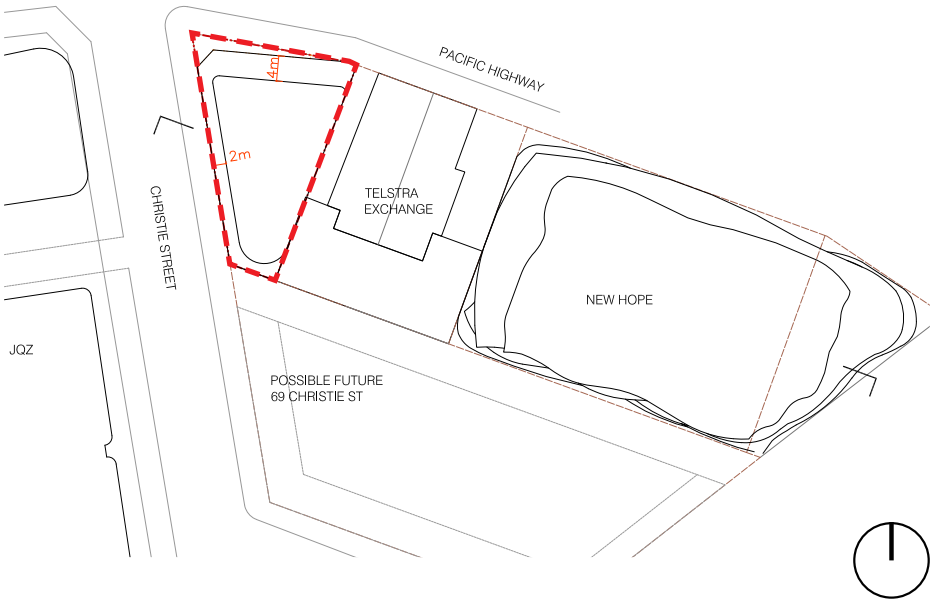 PACIFIC HIGHWAY
4m
2m
CHRISTIE STREET
TELSTRA
EXCHANGE
NEW HOPE
JQZ
POSSIBLE FUTURE
69 CHRISTIE ST